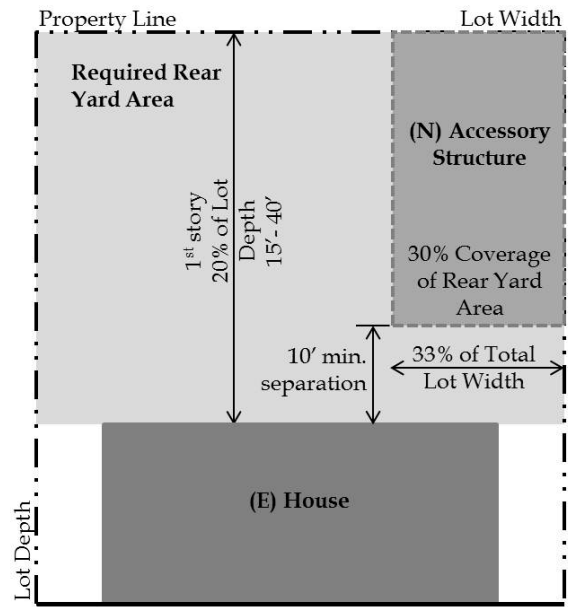 Property Line
Lot Width
Required Rear
Yard Area
(N) Accessory
Structure
1st story
20% of Lot
Depth
15’- 40’
30% Coverage
of Rear Yard
Area
10’ min.
separation
33% of Total
Lot Width
(E) House
Lot Depth